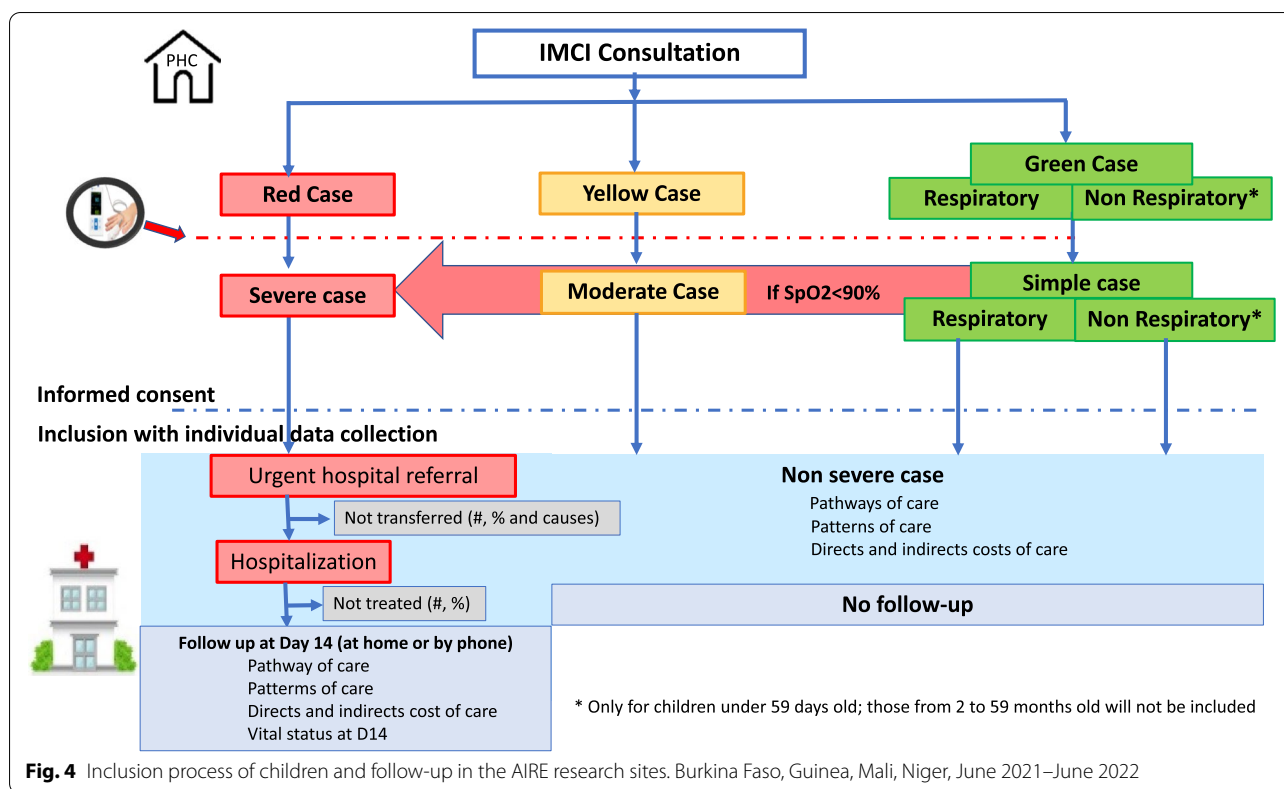 PHC
IMCI Consultation
Red Case
Yellow Case
Green Case
Respiratory
Non Respiratory*
Severe case
Moderate Case
If SpO2<90%
Simple case
Respiratory
Non Respiratory*
Informed consent
Inclusion with individual data collection
Urgent hospital referral
Not transferred (#, % and causes)
Hospitalization
Not treated (#, %)
Follow up at Day 14 (at home or by phone)
Pathway of care
Patterms of care
Directs and indirects cost of care
Vital status at D14
Non severe case
Pathways of care
Patterns of care
Directs and indirects costs of care
No follow-up
* Only for children under 59 days old; those from 2 to 59 months old will not be included
Fig. 4 Inclusion process of children and follow-up in the AIRE research sites. Burkina Faso, Guinea, Mali, Niger, June 2021–June 2022